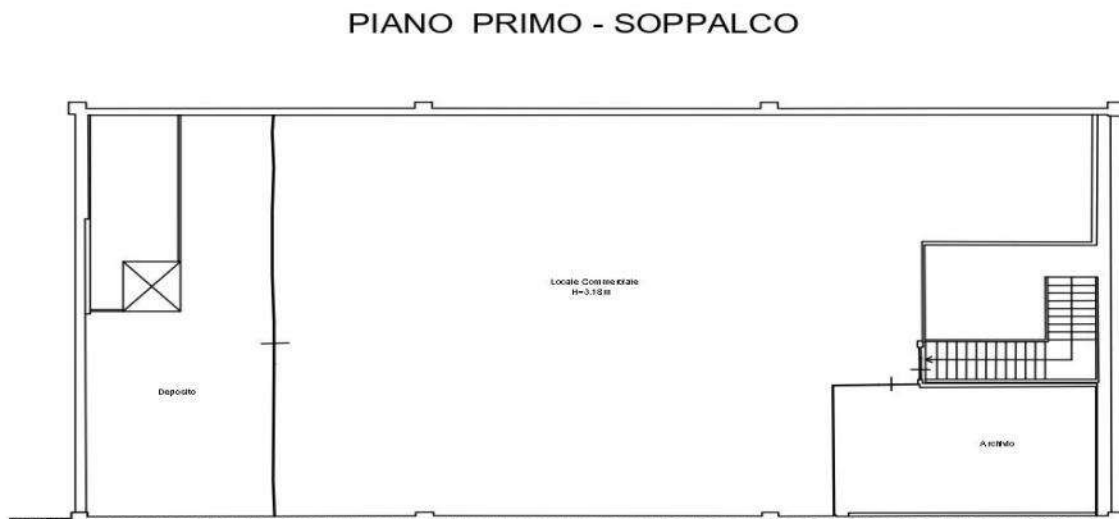 PIANO PRIMO - SOPPALCO
Locale Commerciale
H=3.18m
Deposito
Archivio